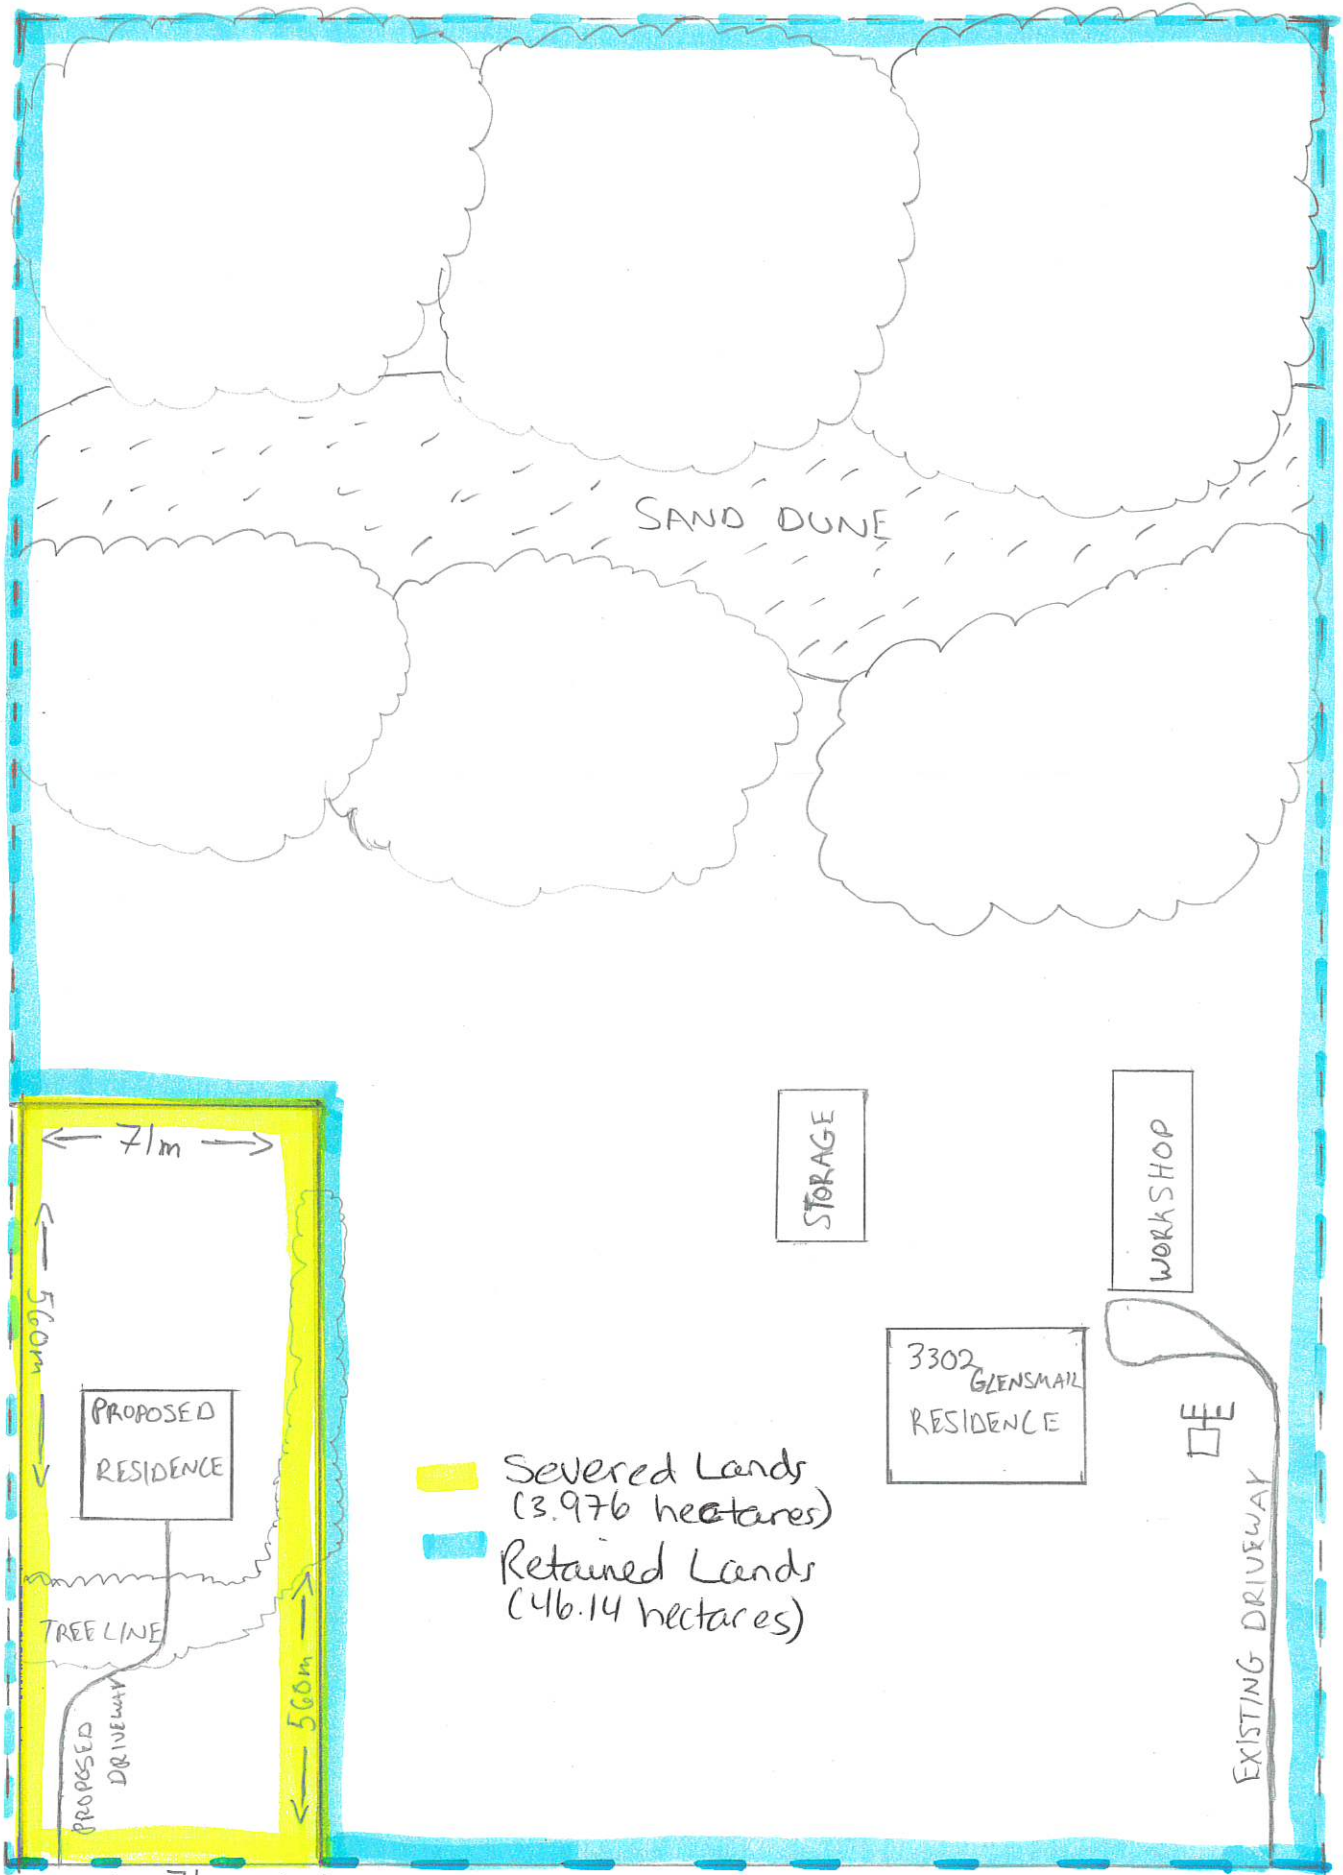 SAND DUNE
71m
560m
PROPOSED
RESIDENCE
TREE LINE
PROPOSED
DRIVEWAY
560m
STORAGE
WORKSHOP
3302
GLENSMAIL
RESIDENCE
EXISTING DRIVEWAY
Severed Lands
(3.976 hectares)
Retained Lands
(46.14 hectares)